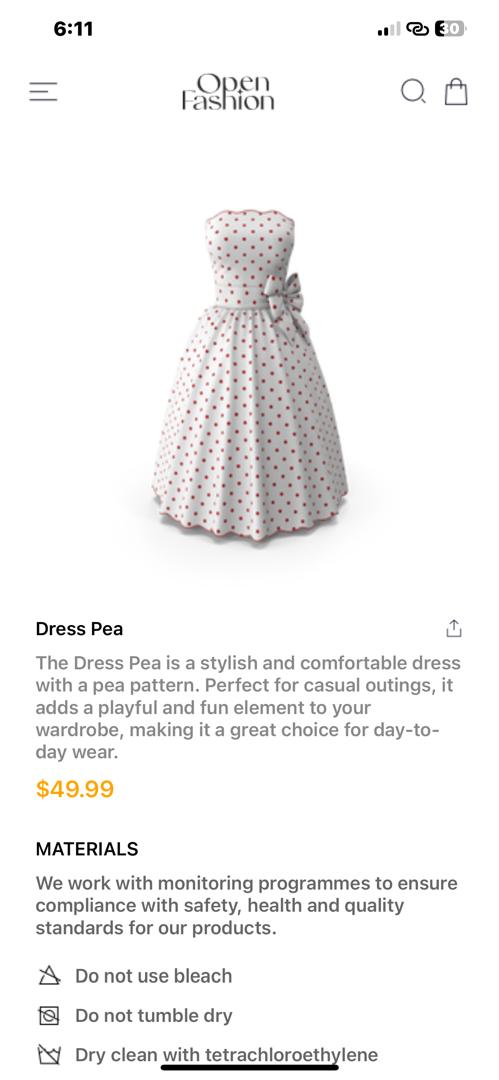 6:11
30
Open
Fashion
Dress Pea
The Dress Pea is a stylish and comfortable dress
with a pea pattern. Perfect for casual outings, it
adds a playful and fun element to your
wardrobe, making it a great choice for day-to-
day wear.
$49.99
MATERIALS
We work with monitoring programmes to ensure
compliance with safety, health and quality
standards for our products.
Do not use bleach
Do not tumble dry
Dry clean with tetrachloroethylene